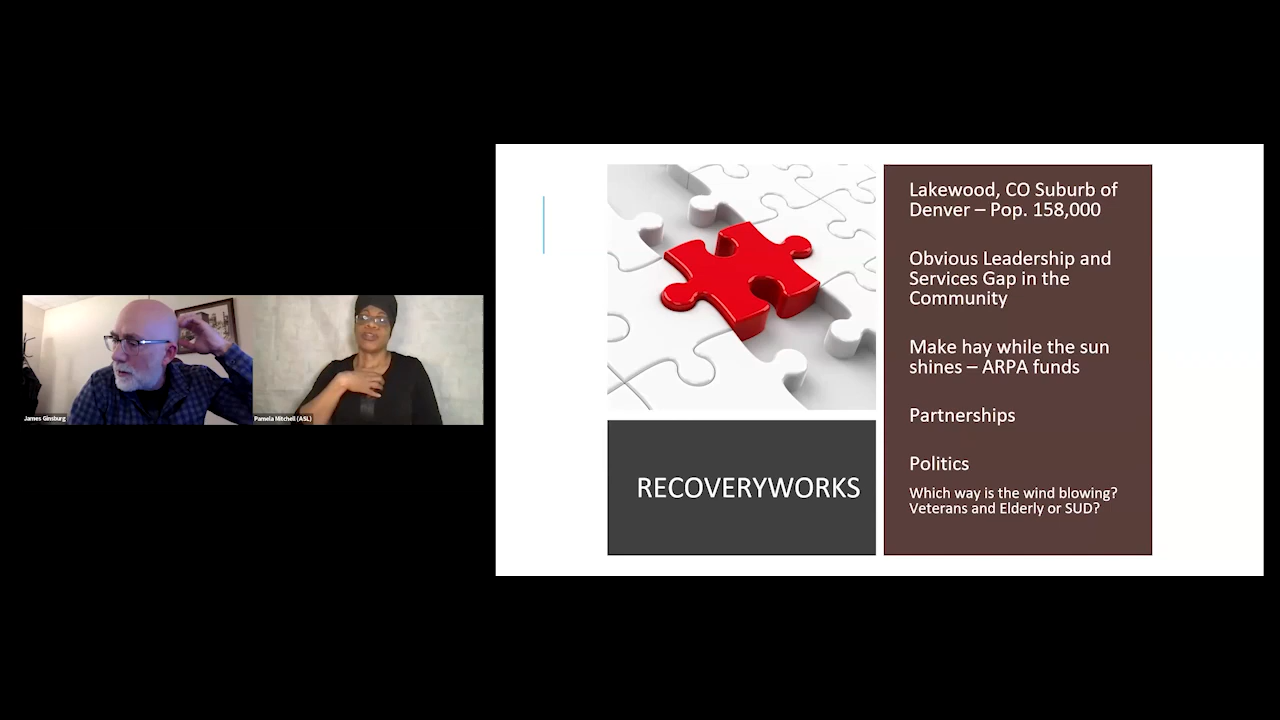 James Ginsburg
Pamela Mitchell (ASL)
RECOVERYWORKS
Lakewood, CO Suburb of
Denver – Pop. 158,000
Obvious Leadership and
Services Gap in the
Community
Make hay while the sun
shines – ARPA funds
Partnerships
Politics
Which way is the wind blowing?
Veterans and Elderly or SUD?